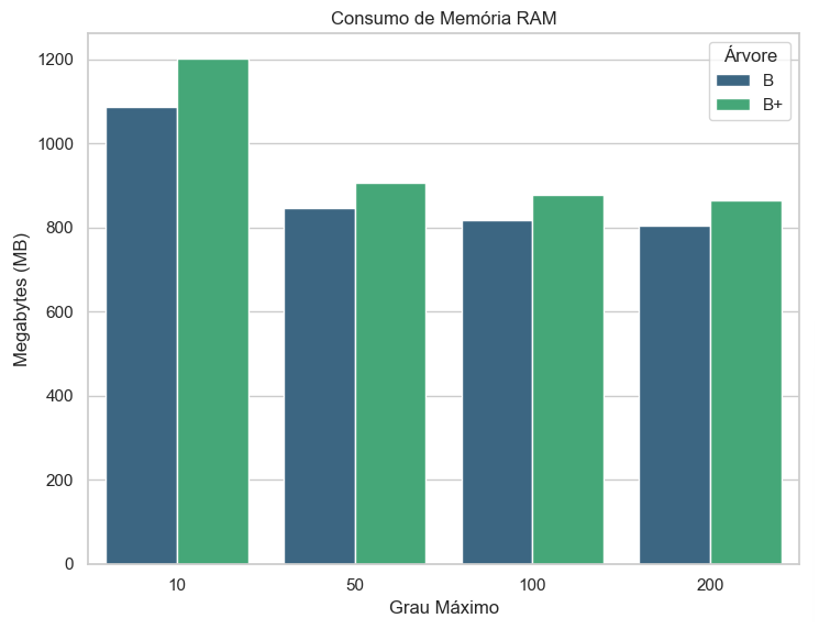 Consumo de Memória RAM
Árvore
B
B+
Megabytes (MB)
1200
1000
800
600
400
200
0
10
50
100
200
Grau Máximo